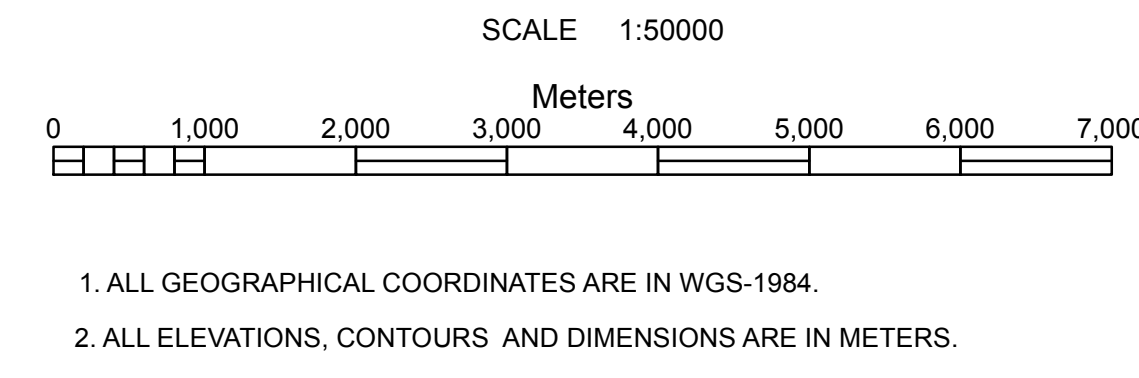 SCALE 1:50000
Meters
0 1,000 2,000 3,000 4,000 5,000 6,000 7,000
1. ALL GEOGRAPHICAL COORDINATES ARE IN WGS-1984.
2. ALL ELEVATIONS, CONTOURS AND DIMENSIONS ARE IN METERS.